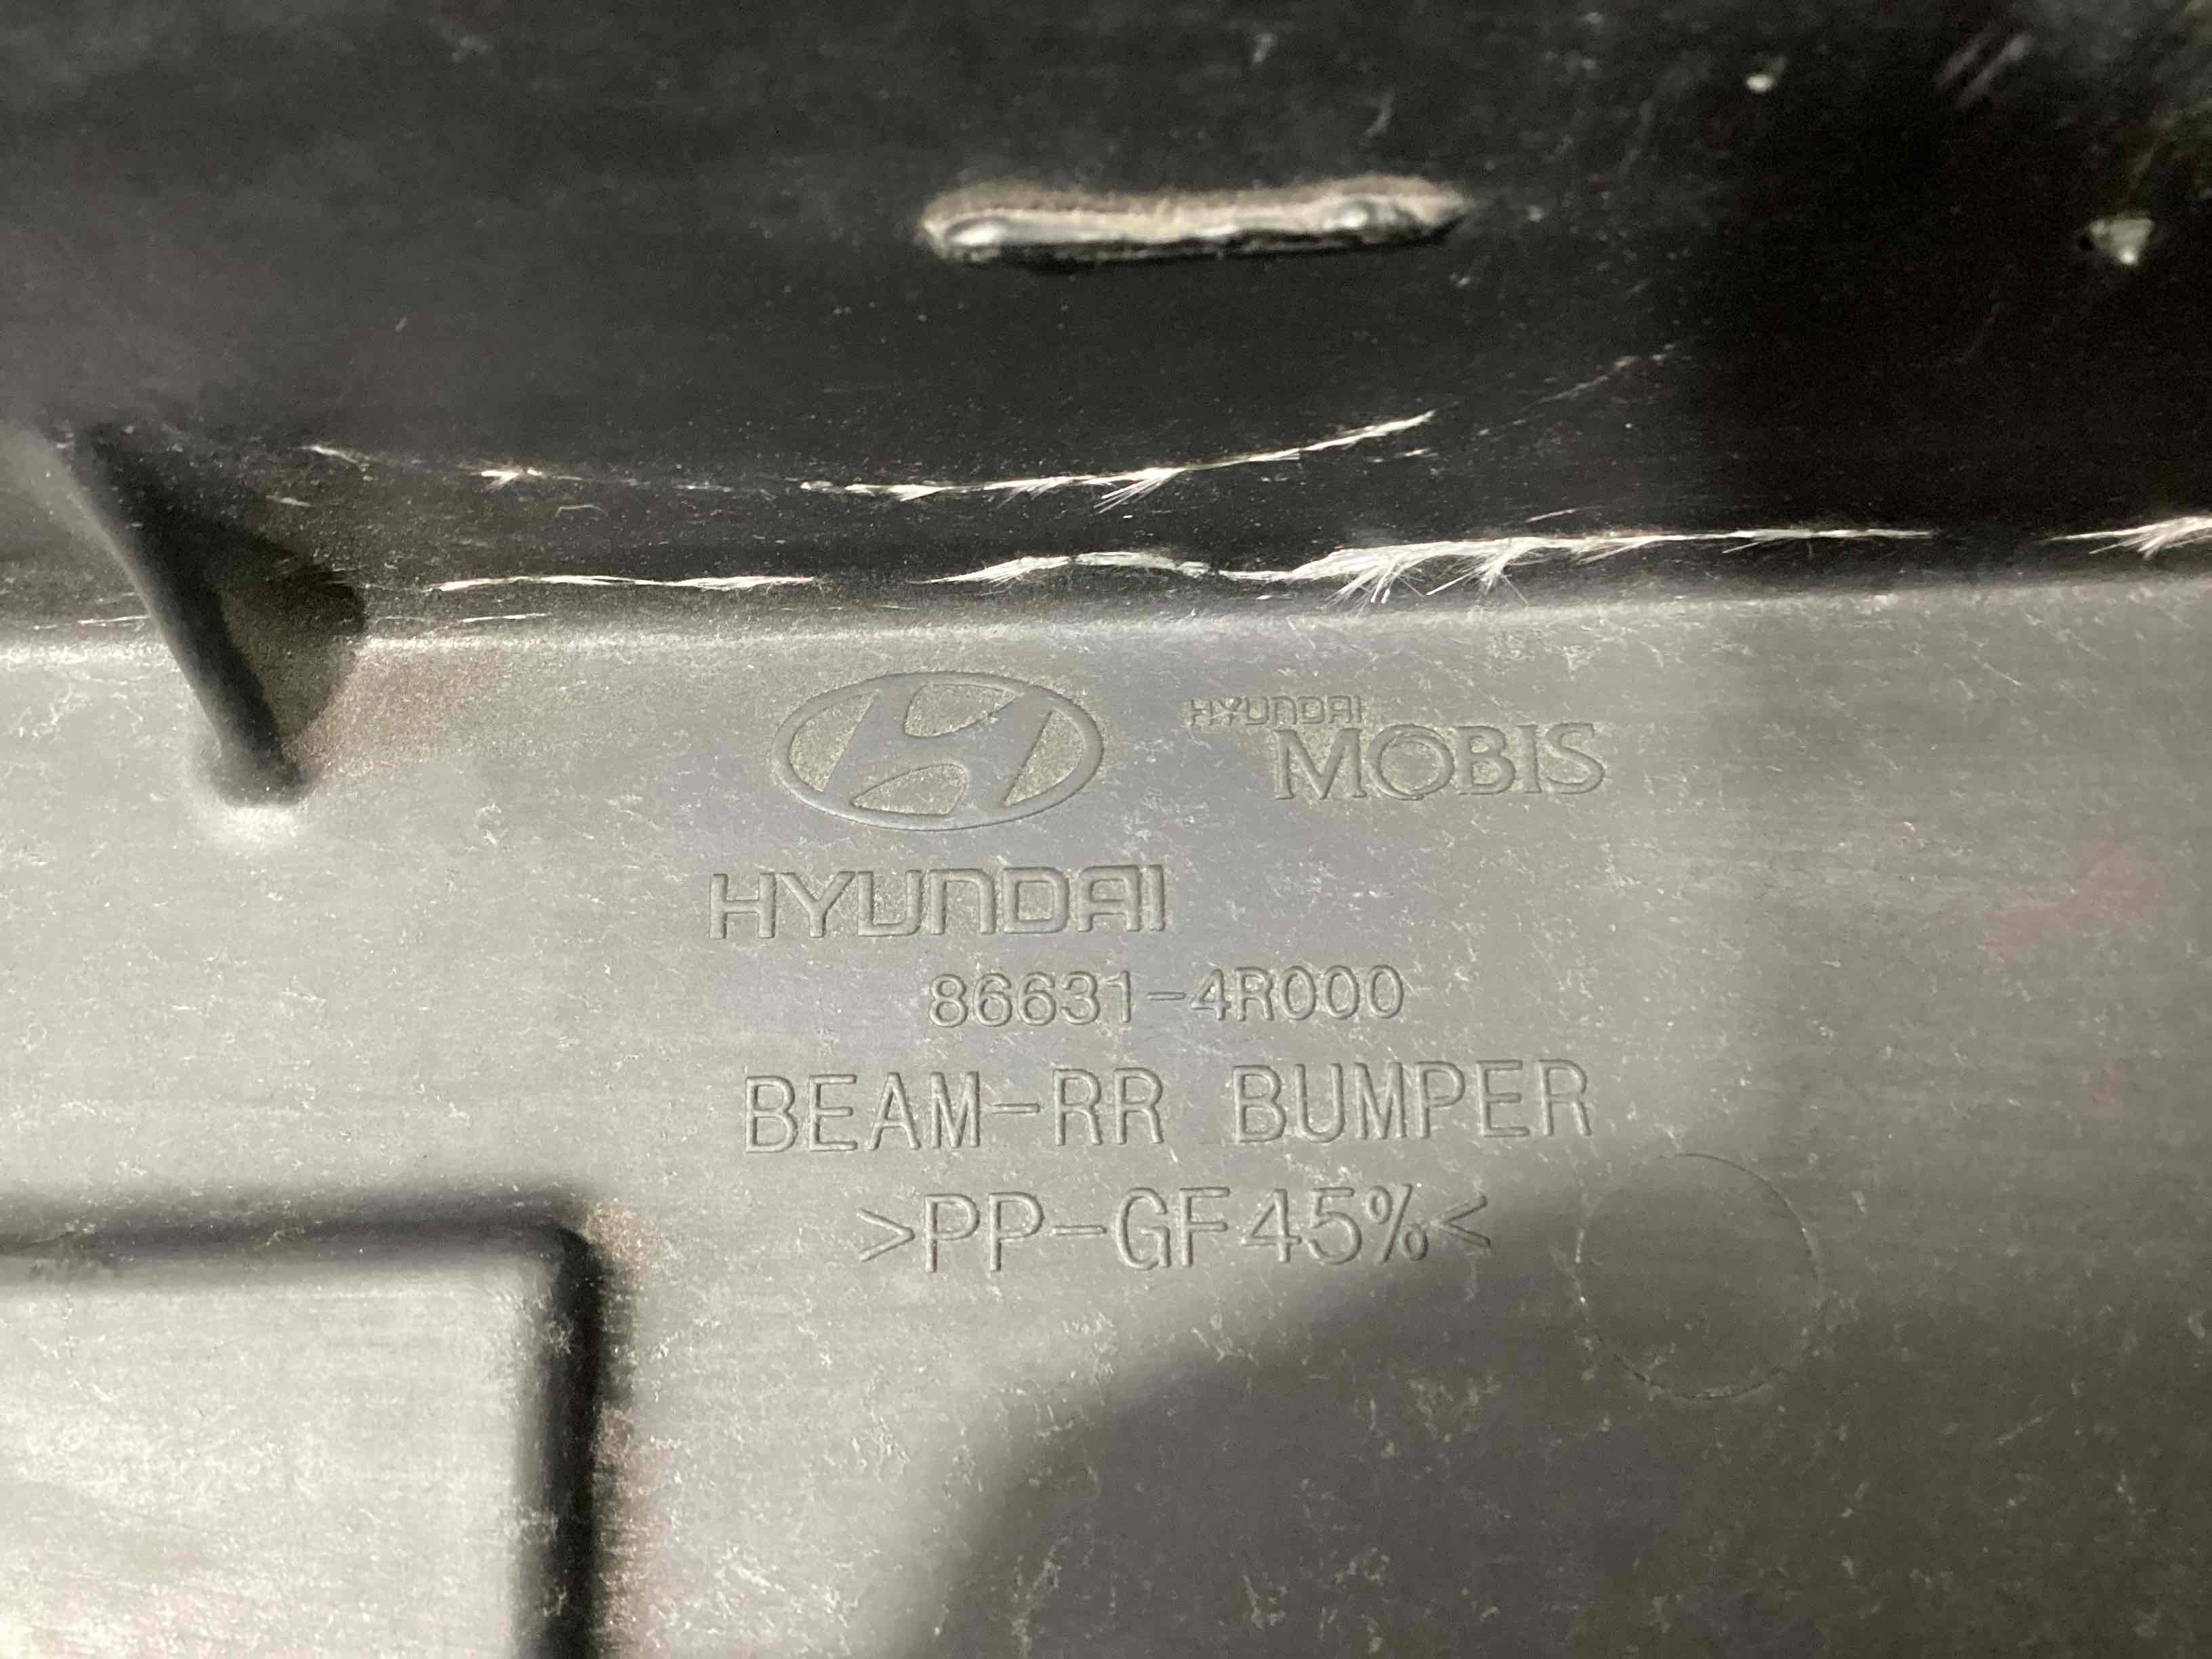 HYUNDAI
MOBIS
HYUNDAI
86631-4R000
BEAM-RR BUMPER
>PP-GF45%<